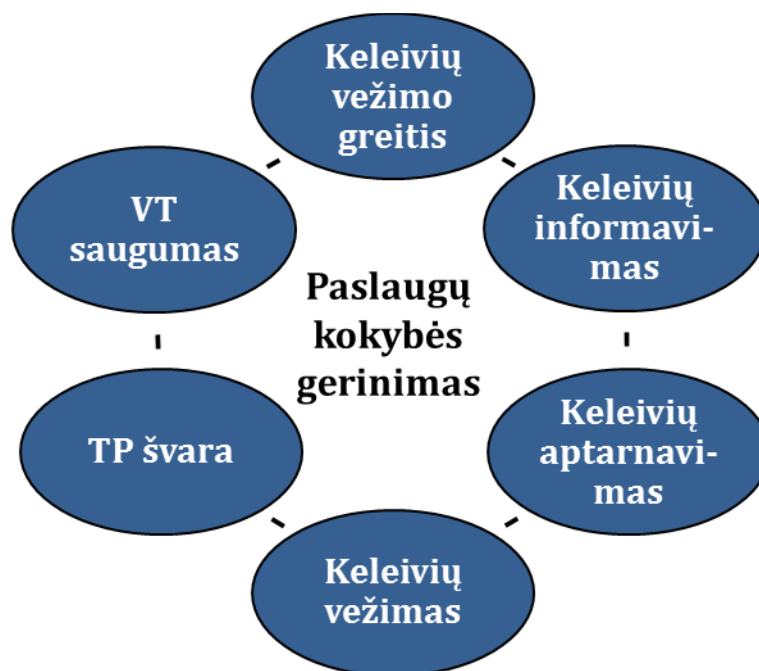 Keleivių
vežimo
greitis
Keleivių
informavi-
mas
Keleivių
aptarnavi-
mas
Keleivių
vežimas
TP švara
VT
saugumas
Paslaugų
kokybės
gerinimas